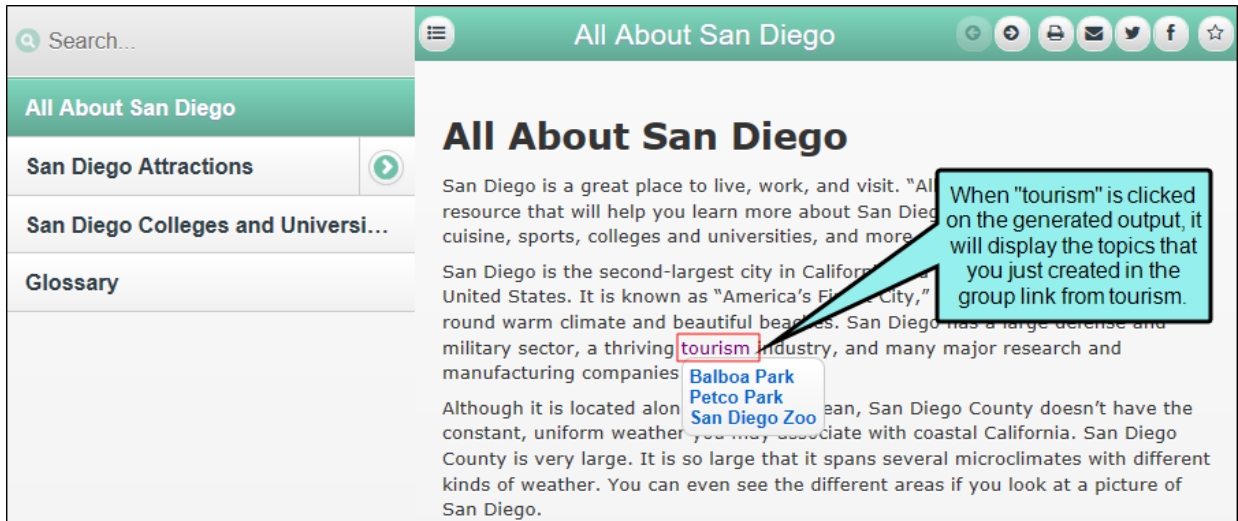 Search...
All About San Diego
San Diego Attractions
San Diego Colleges and Universi...
Glossary
All About San Diego
All About San Diego
San Diego is a great place to live, work, and visit. “Al
resource that will help you learn more about San Dieg
cuisine, sports, colleges and universities, and more
San Diego is the second-largest city in Californ
United States. It is known as “America’s Fi City,”
round warm climate and beautiful beaches. San Diego has a large defense and
military sector, a thriving tourism industry, and many major research and
manufacturing companies
Balboa Park
Petco Park
San Diego Zoo
Although it is located alon ean, San Diego County doesn’t have the
constant, uniform weather you may associate with coastal California. San Diego
County is very large. It is so large that it spans several microclimates with different
kinds of weather. You can even see the different areas if you look at a picture of
San Diego.
When "tourism" is clicked
on the generated output, it
will display the topics that
you just created in the
group link from tourism.